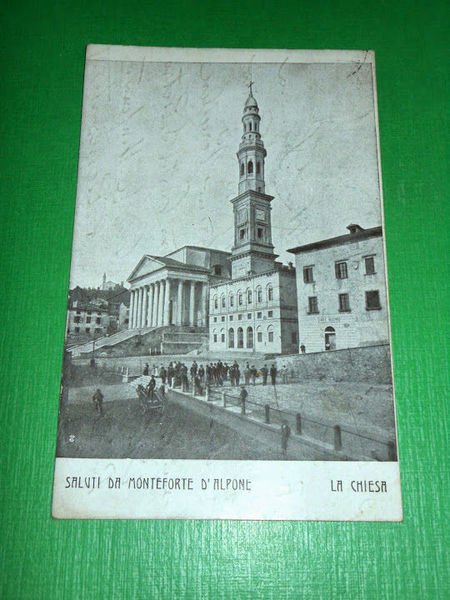 SALUTI DA MONTEFORTE D'ALPONE LA CHIESA